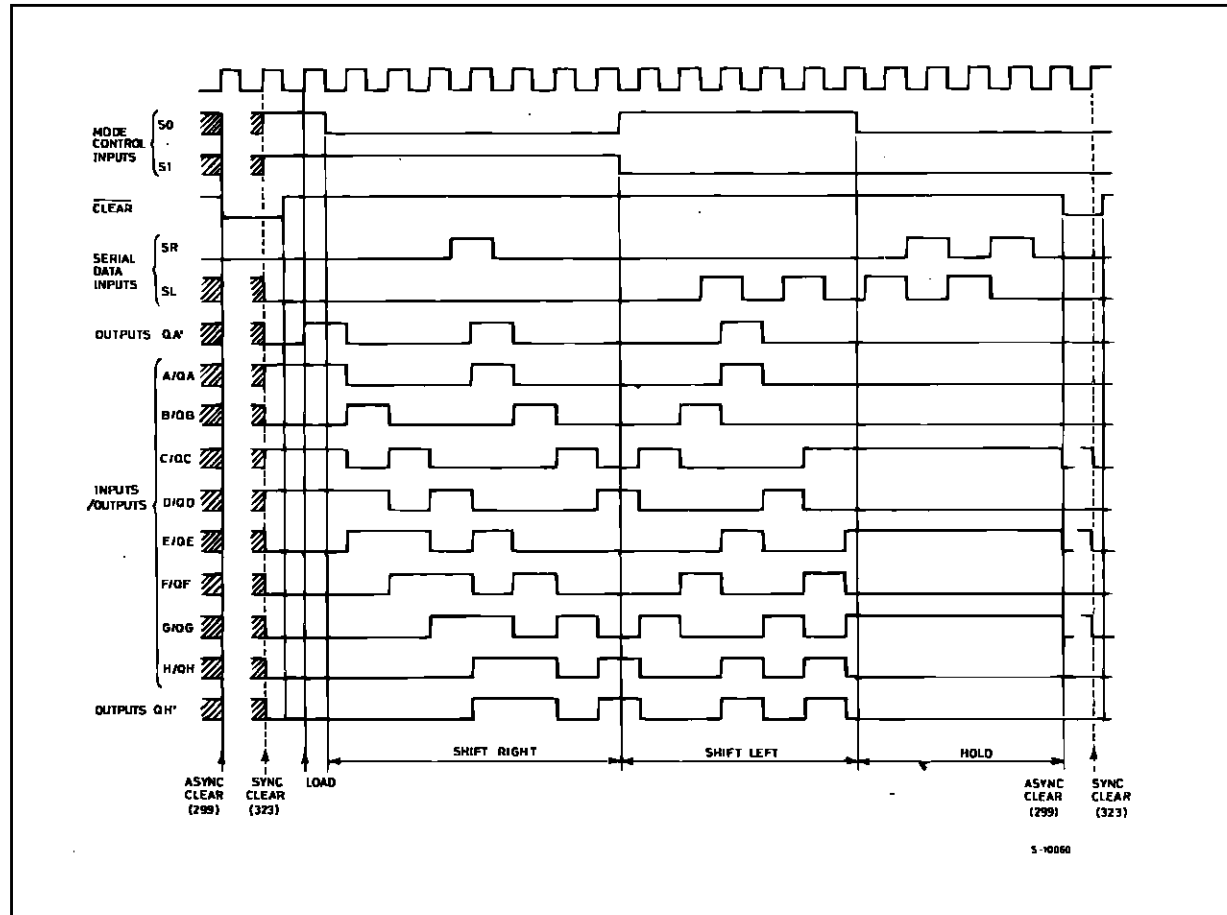 S0
MODE
CONTROL
INPUTS
S1
CLEAR
SR
SERIAL
DATA
INPUTS
SL
OUTPUTS QA'
A/QA
B/QB
C/QC
INPUTS
/OUTPUTS
D/QD
E/QE
F/QF
G/QG
H/QH
OUTPUTS QH'
SHIFT RIGHT
SHIFT LEFT
HOLD
ASYNC
CLEAR
(299)
SYNC
CLEAR
(323)
LOAD
ASYNC
CLEAR
(299)
SYNC
CLEAR
(323)
S-10060